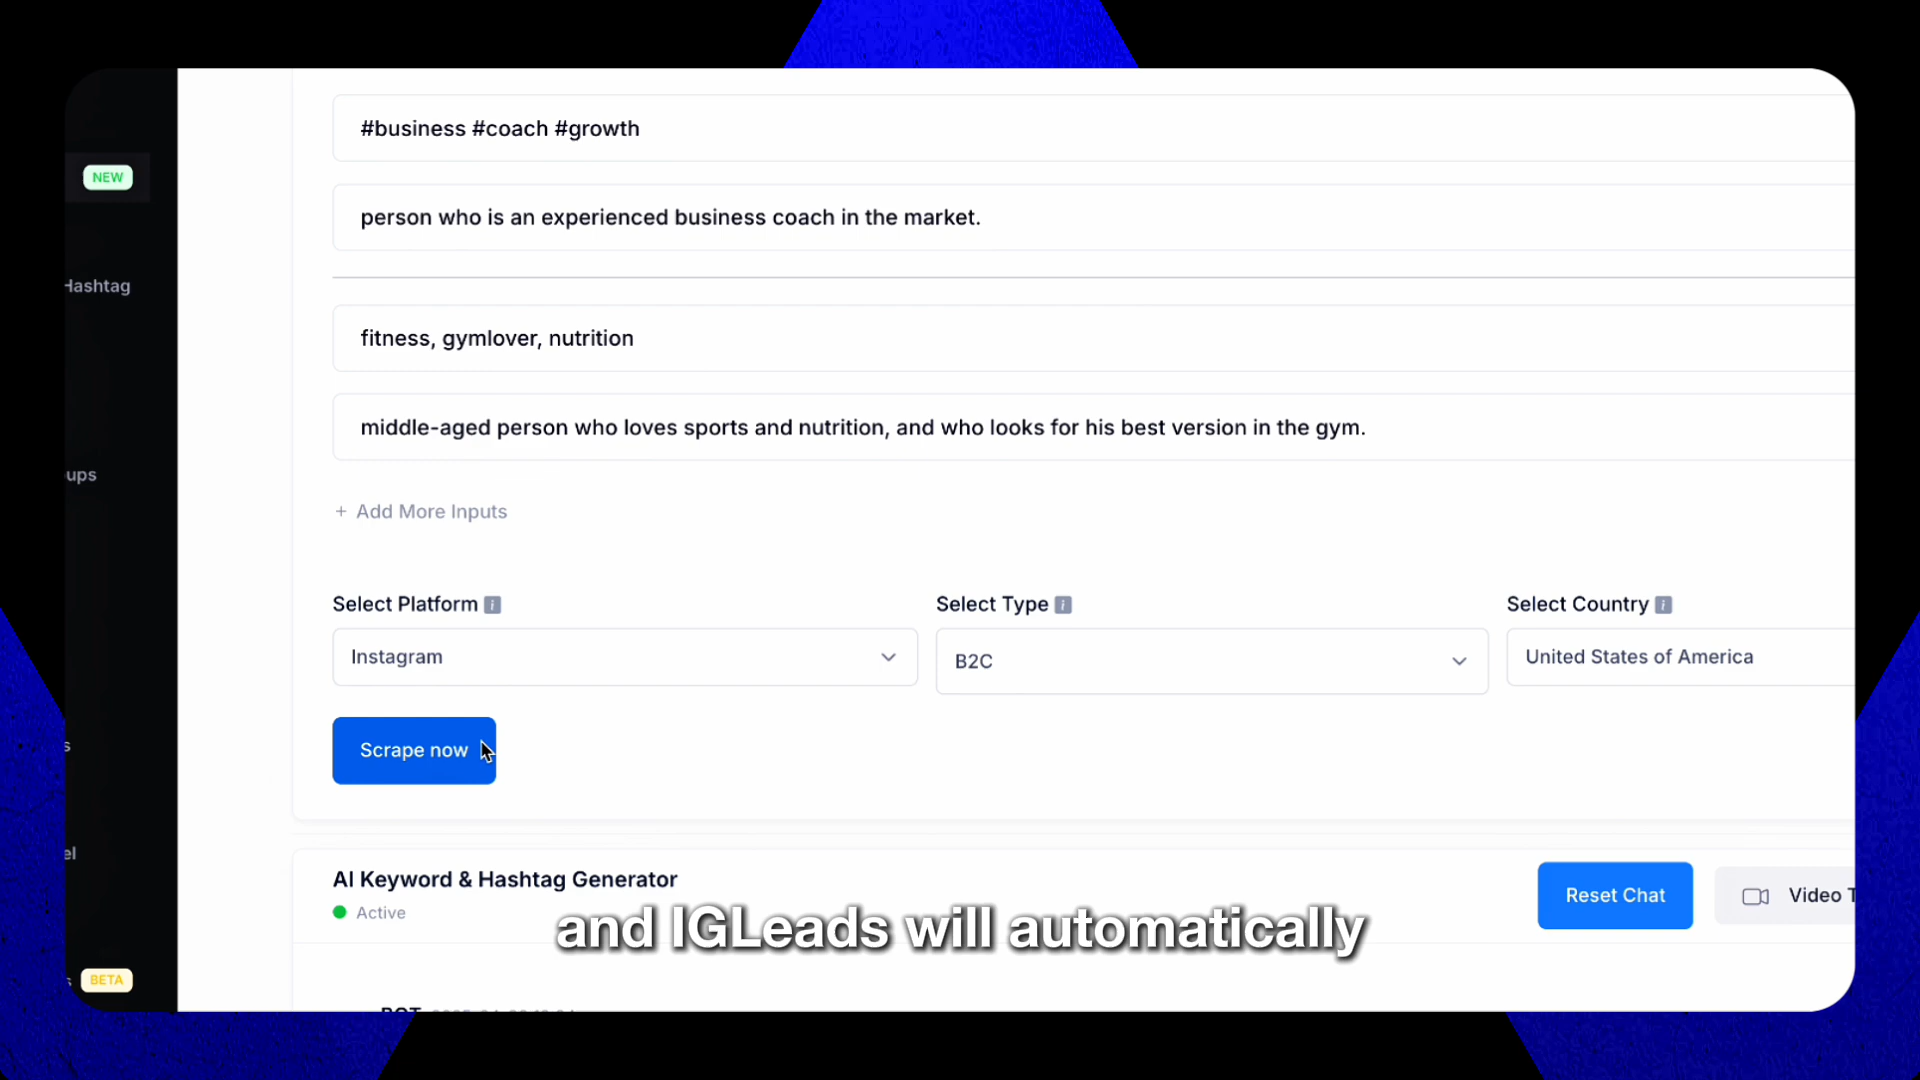 #business #coach #growth
NEW
person who is an experienced business coach in the market.
Hashtag
fitness, gymlover, nutrition
middle-aged person who loves sports and nutrition, and who looks for his best version in the gym.
+ Add More Inputs
Select Platform
Select Type
Select Country
Instagram
B2C
United States of America
Scrape now
AI Keyword & Hashtag Generator
Active
Reset Chat
Video T
and IGLeads will automatically
BETA
BOT